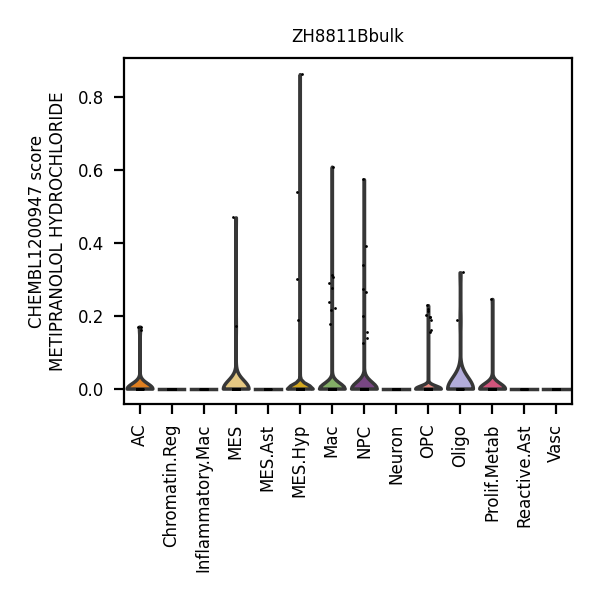 ZH8811Bbulk
CHEMBL1200947 score
METIPRANOLOL HYDROCHLORIDE
0.8
0.6
0.4
0.2
0.0
AC
Chromatin.Reg
Inflammatory.Mac
MES
MES.Ast
MES.Hyp
Mac
NPC
Neuron
OPC
Oligo
Prolif.Metab
Reactive.Ast
Vasc